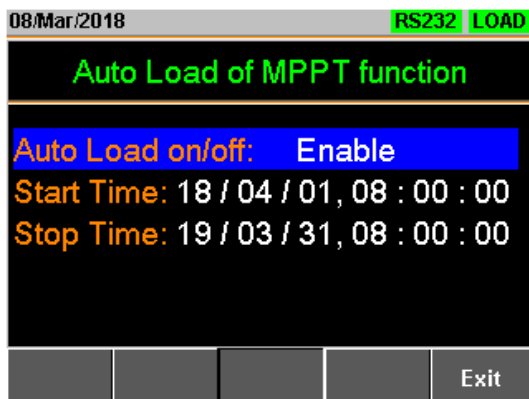 08/Mar/2018 RS232 LOAD
Auto Load of MPPT function
Auto Load on/off: Enable
Start Time: 18 / 04 / 01, 08 : 00 : 00
Stop Time: 19 / 03 / 31, 08 : 00 : 00
Exit